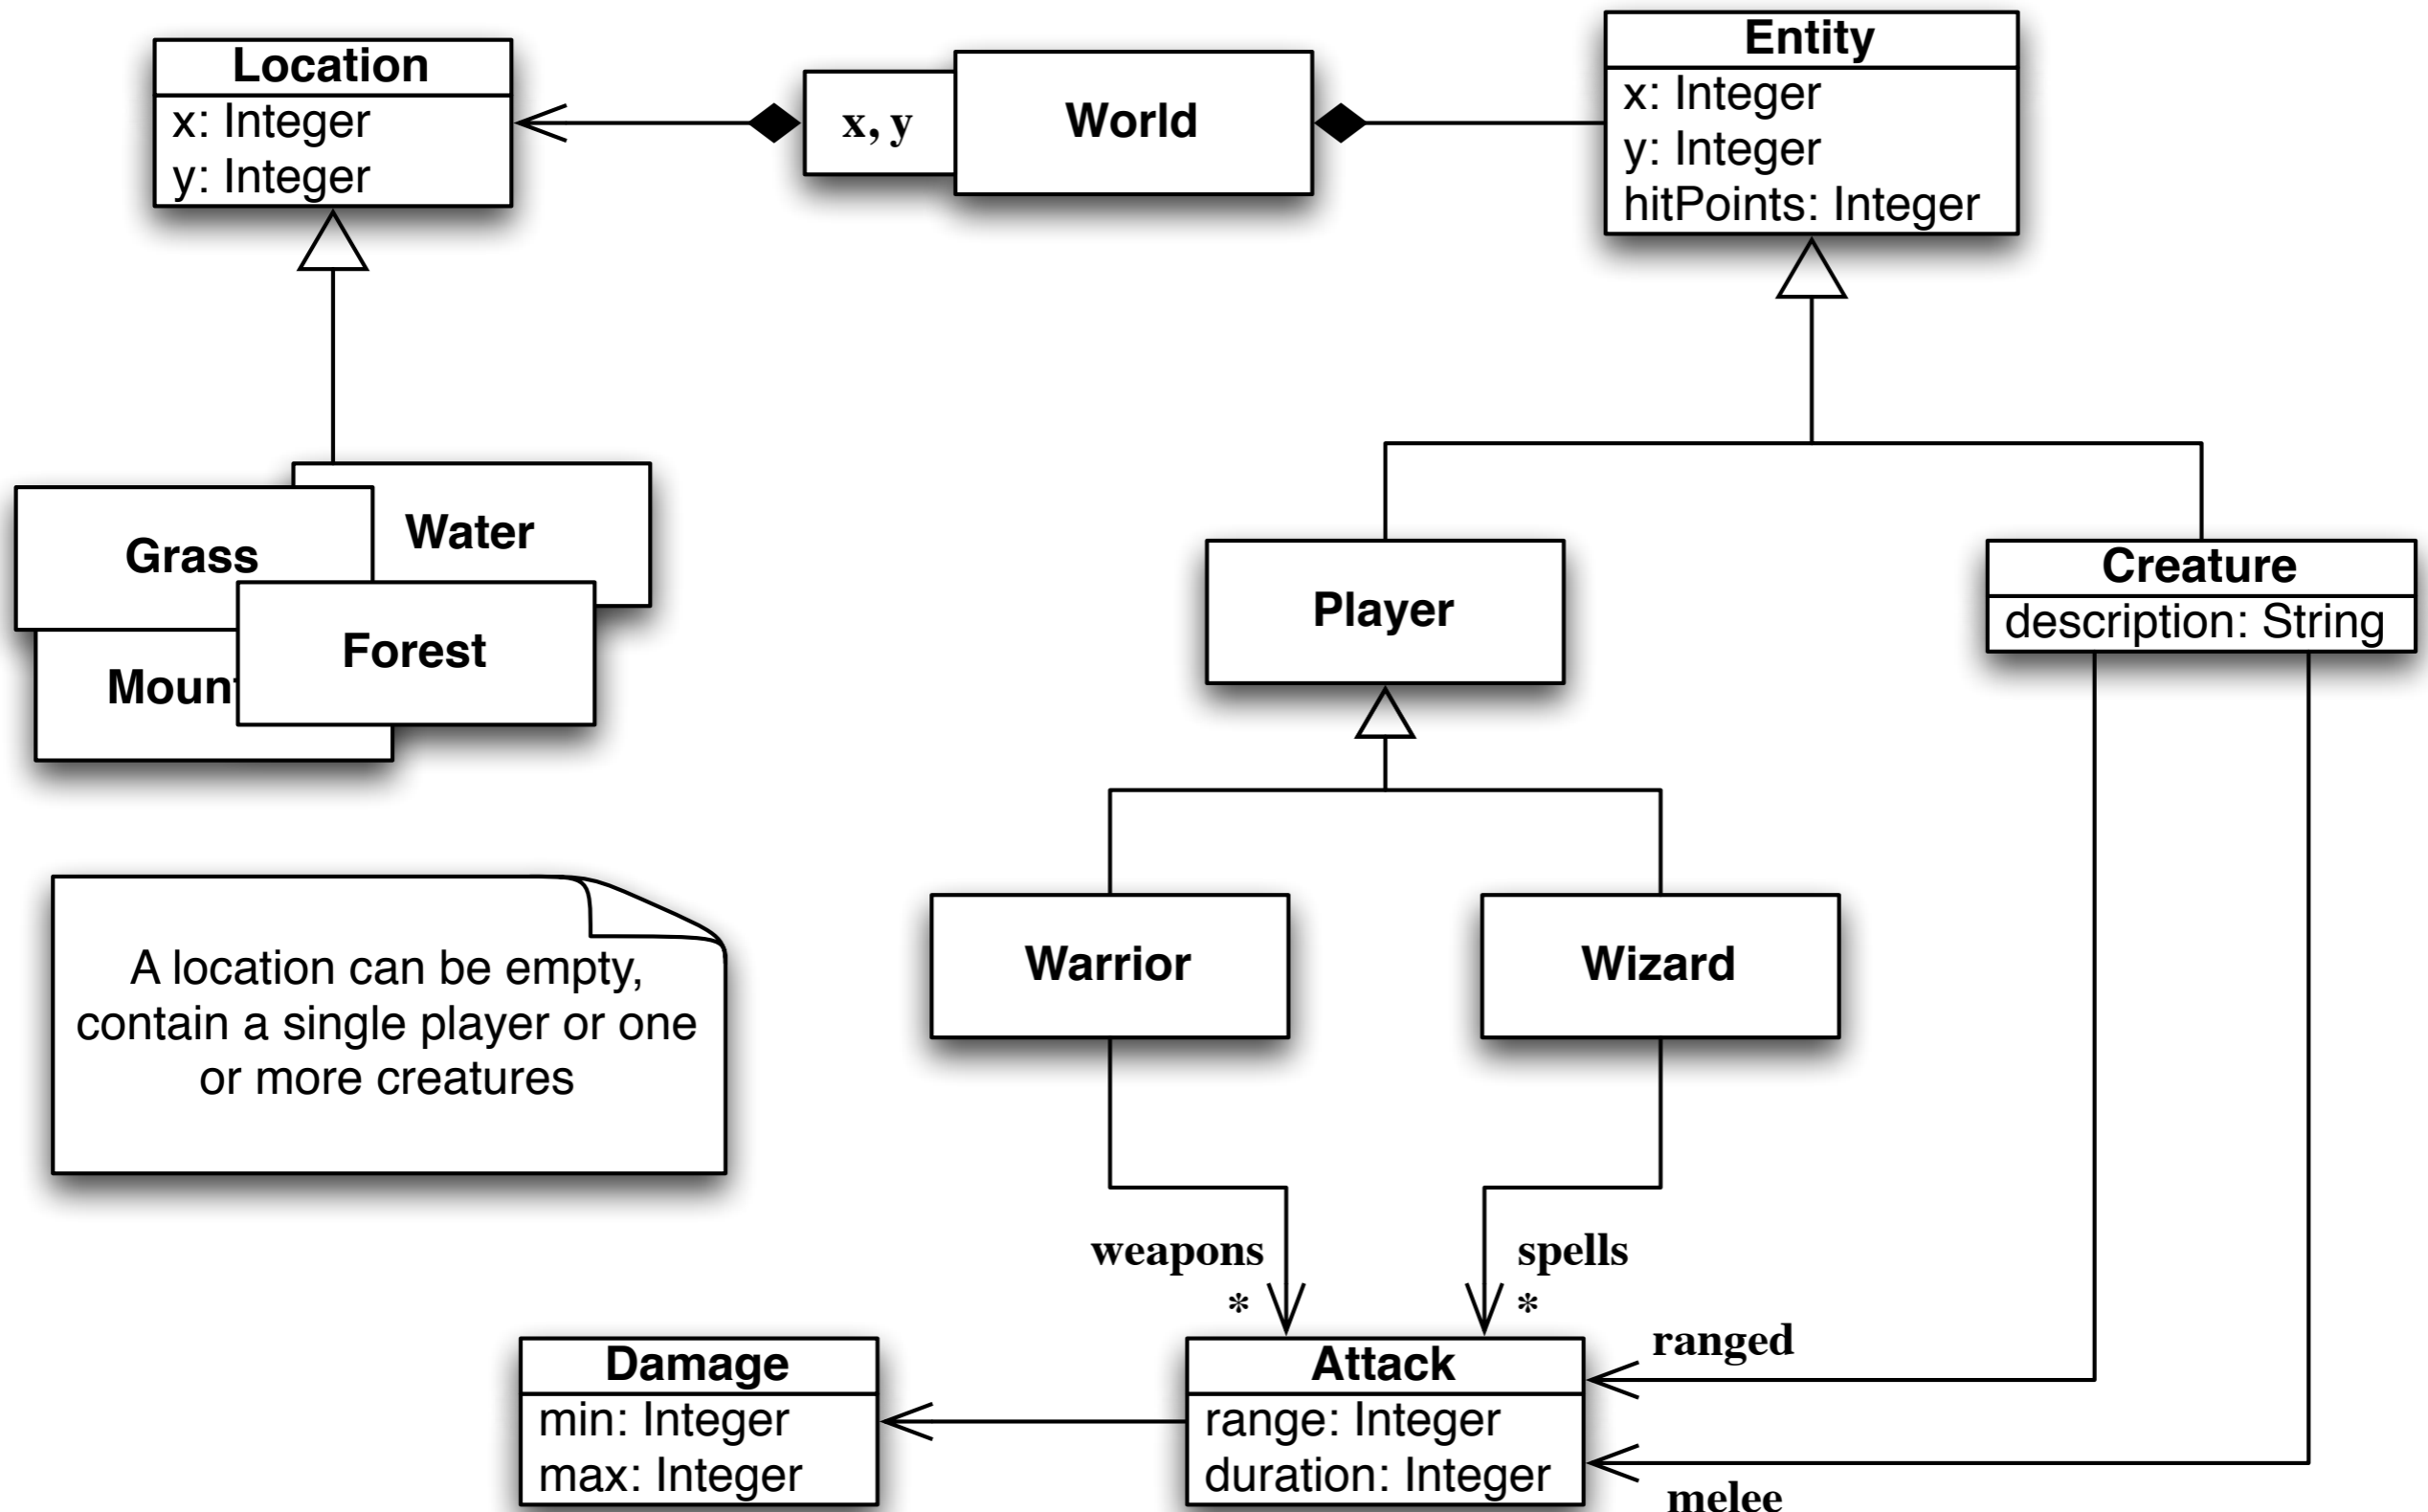 Location
x: Integer
y: Integer
x, y
World
Entity
x: Integer
y: Integer
hitPoints: Integer
Grass
Water
Forest
Player
Creature
description: String
Warrior
Wizard
A location can be empty,
contain a single player or one
or more creatures
weapons
*
spells
*
ranged
melee
Damage
min: Integer
max: Integer
Attack
range: Integer
duration: Integer